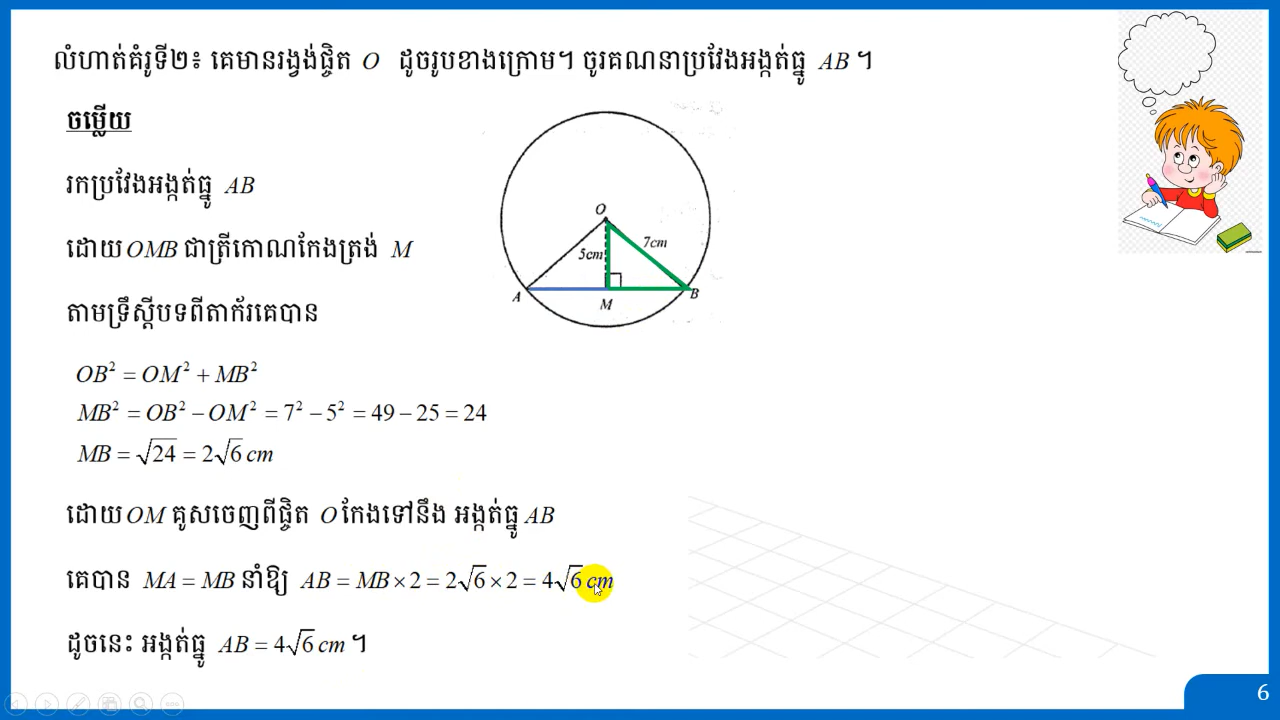 លំហាត់គំរូទី២៖ គេមានរង្វង់ផ្ចិត O ដូចរូបខាងក្រោម។ ចូរគណនាប្រវែងអង្កត់ធ្នូ AB ។
ចម្លើយ
រកប្រវែងអង្កត់ធ្នូ AB
ដោយ OMB ជាត្រីកោណកែងត្រង់ M
តាមទ្រឹស្តីបទពីតាក័រគេបាន
OB² = OM² + MB²
MB² = OB² − OM² = 7² − 5² = 49 − 25 = 24
MB = √24 = 2√6 cm
ដោយ OM គូសចេញពីផ្ចិត O កែងទៅនឹង អង្កត់ធ្នូ AB
គេបាន MA = MB នាំឱ្យ AB = MB × 2 = 2√6 × 2 = 4√6 cm
ដូចនេះ អង្កត់ធ្នូ AB = 4√6 cm ។
O
7cm
5cm
A
M
B
6